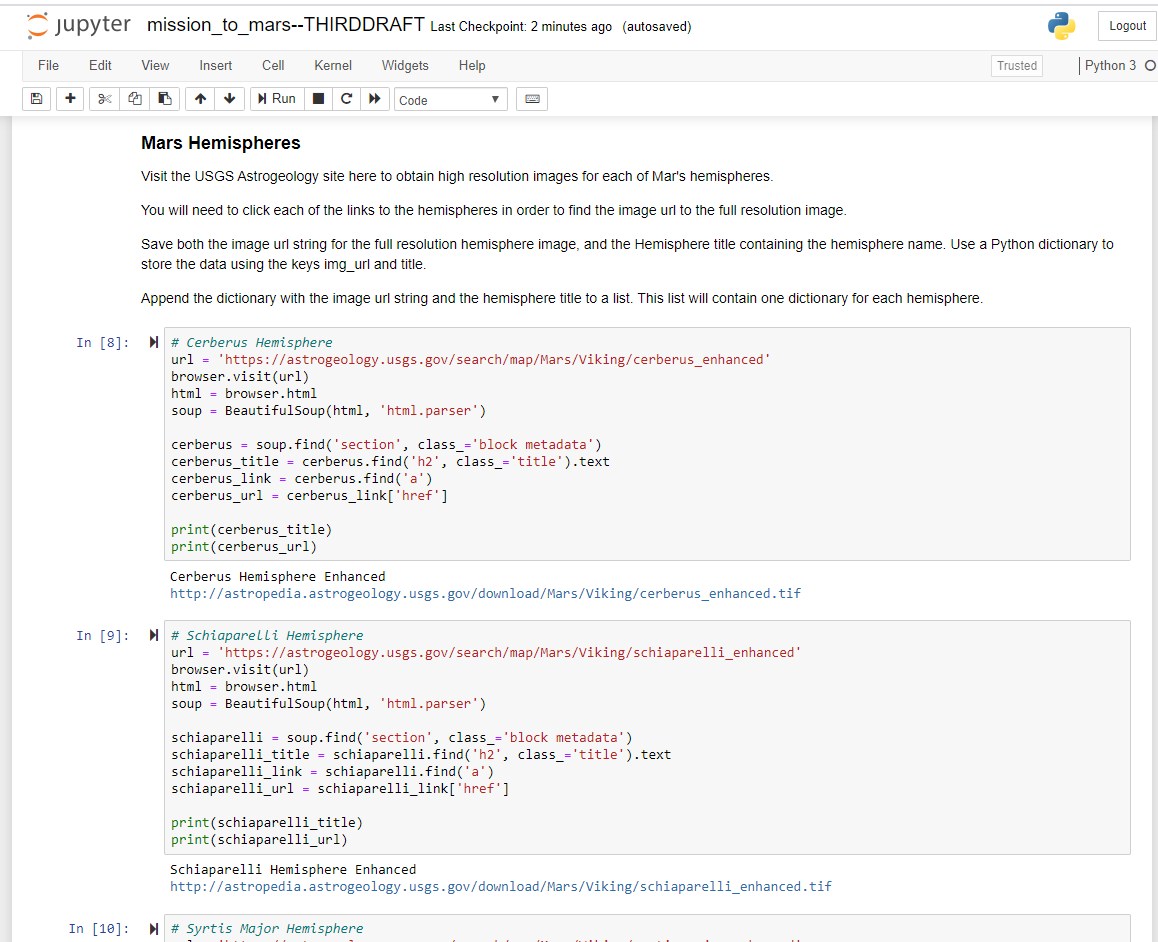 jupyter mission_to_mars--THIRDDRAFT Last Checkpoint: 2 minutes ago (autosaved) Logout
File Edit View Insert Cell Kernel Widgets Help Trusted Python 3
Run Code
Mars Hemispheres
Visit the USGS Astrogeology site here to obtain high resolution images for each of Mar's hemispheres.
You will need to click each of the links to the hemispheres in order to find the image url to the full resolution image.
Save both the image url string for the full resolution hemisphere image, and the Hemisphere title containing the hemisphere name. Use a Python dictionary to
store the data using the keys img_url and title.
Append the dictionary with the image url string and the hemisphere title to a list. This list will contain one dictionary for each hemisphere.
In [8]: # Cerberus Hemisphere
url = 'https://astrogeology.usgs.gov/search/map/Mars/Viking/cerberus_enhanced'
browser.visit(url)
html = browser.html
soup = BeautifulSoup(html, 'html.parser')
cerberus = soup.find('section', class_='block metadata')
cerberus_title = cerberus.find('h2', class_='title').text
cerberus_link = cerberus.find('a')
cerberus_url = cerberus_link['href']
print(cerberus_title)
print(cerberus_url)
Cerberus Hemisphere Enhanced
http://astropedia.astrogeology.usgs.gov/download/Mars/Viking/cerberus_enhanced.tif
In [9]: # Schiaparelli Hemisphere
url = 'https://astrogeology.usgs.gov/search/map/Mars/Viking/schiaparelli_enhanced'
browser.visit(url)
html = browser.html
soup = BeautifulSoup(html, 'html.parser')
schiaparelli = soup.find('section', class_='block metadata')
schiaparelli_title = schiaparelli.find('h2', class_='title').text
schiaparelli_link = schiaparelli.find('a')
schiaparelli_url = schiaparelli_link['href']
print(schiaparelli_title)
print(schiaparelli_url)
Schiaparelli Hemisphere Enhanced
http://astropedia.astrogeology.usgs.gov/download/Mars/Viking/schiaparelli_enhanced.tif
In [10]: # Syrtis Major Hemisphere